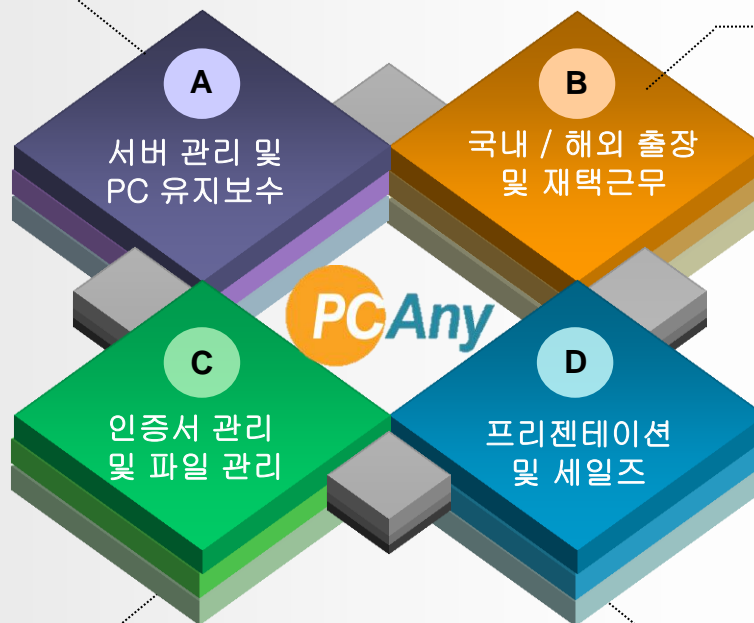 A
서버 관리 및
PC 유지보수
B
국내 / 해외 출장
및 재택근무
PCAny
C
인증서 관리
및 파일 관리
D
프리젠테이션
및 세일즈